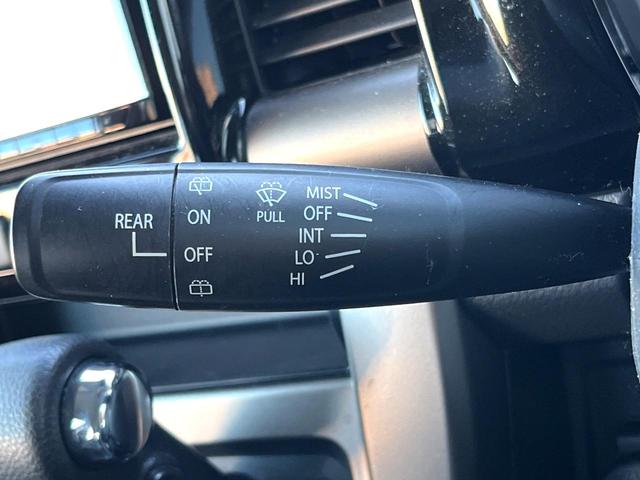 REAR
ON
OFF
PULL
MIST
OFF
INT
LO
HI